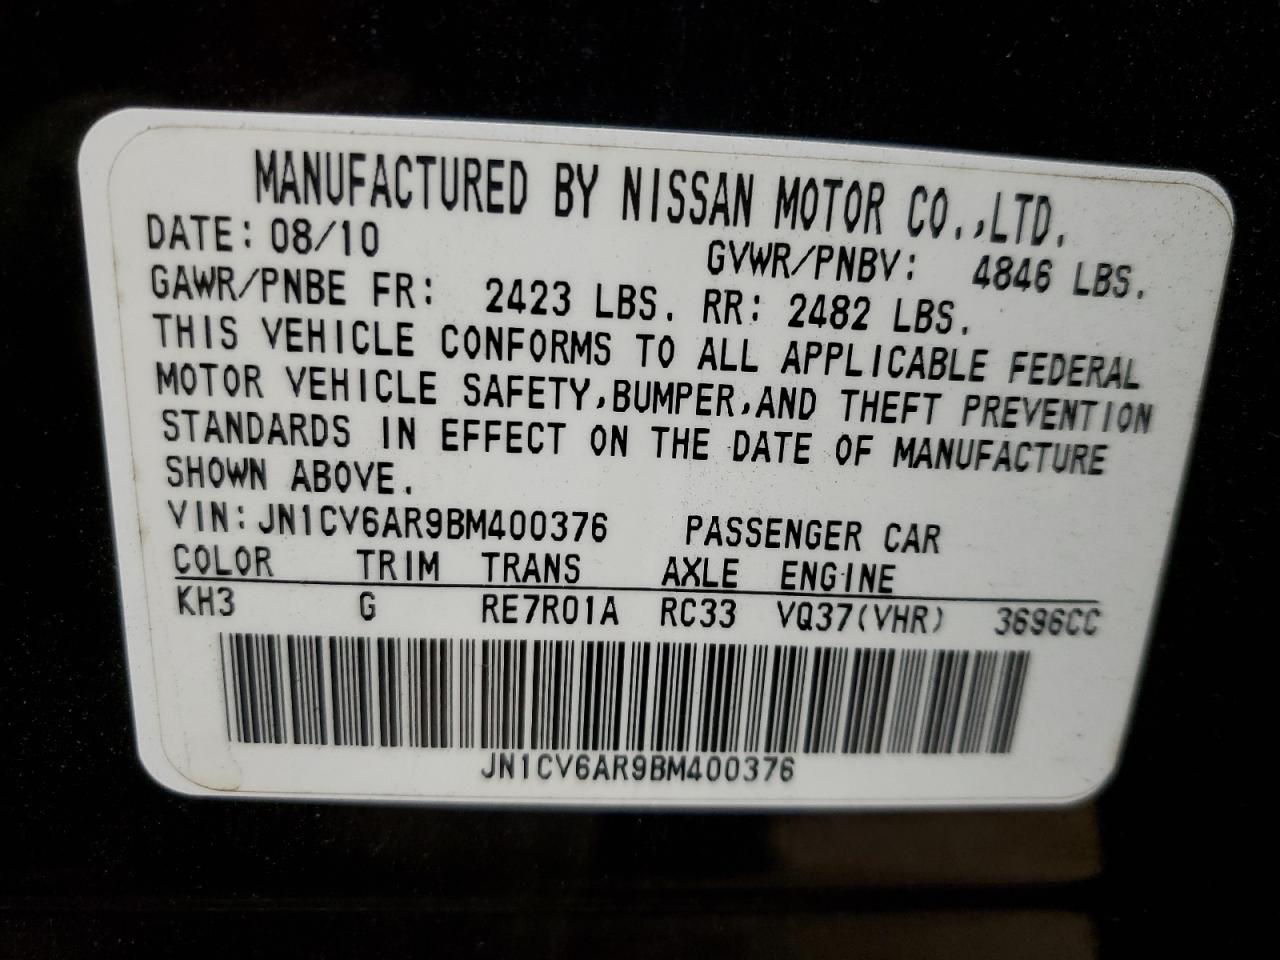 MANUFACTURED BY NISSAN MOTOR CO.,LTD.
DATE: 08/10 GVWR/PNBV: 4846 LBS.
GAWR/PNBE FR: 2423 LBS. RR: 2482 LBS.
THIS VEHICLE CONFORMS TO ALL APPLICABLE FEDERAL
MOTOR VEHICLE SAFETY,BUMPER,AND THEFT PREVENTION
STANDARDS IN EFFECT ON THE DATE OF MANUFACTURE
SHOWN ABOVE.
VIN: JN1CV6AR9BM400376 PASSENGER CAR
COLOR TRIM TRANS AXLE ENGINE
KH3 G RE7R01A RC33 VQ37(VHR) 3696CC
JN1CV6AR9BM400376